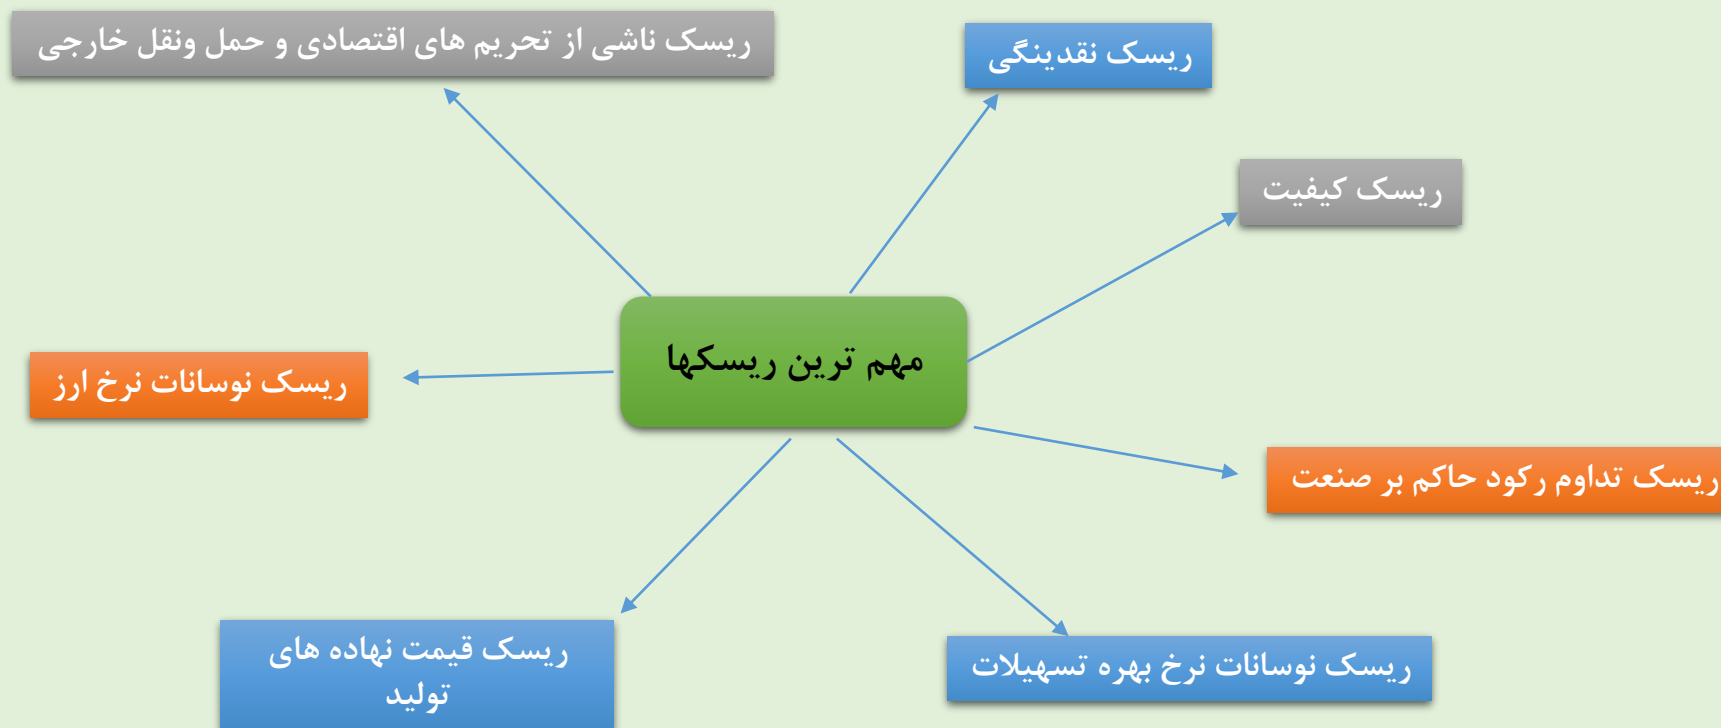 ریسک ناشی از تحریم های اقتصادی و حمل ونقل خارجی
ریسک نقدینگی
ریسک کیفیت
مهم ترین ریسکها
ریسک نوسانات نرخ ارز
ریسک تداوم رکود حاکم بر صنعت
ریسک قیمت نهاده های
تولید
ریسک نوسانات نرخ بهره تسهیلات